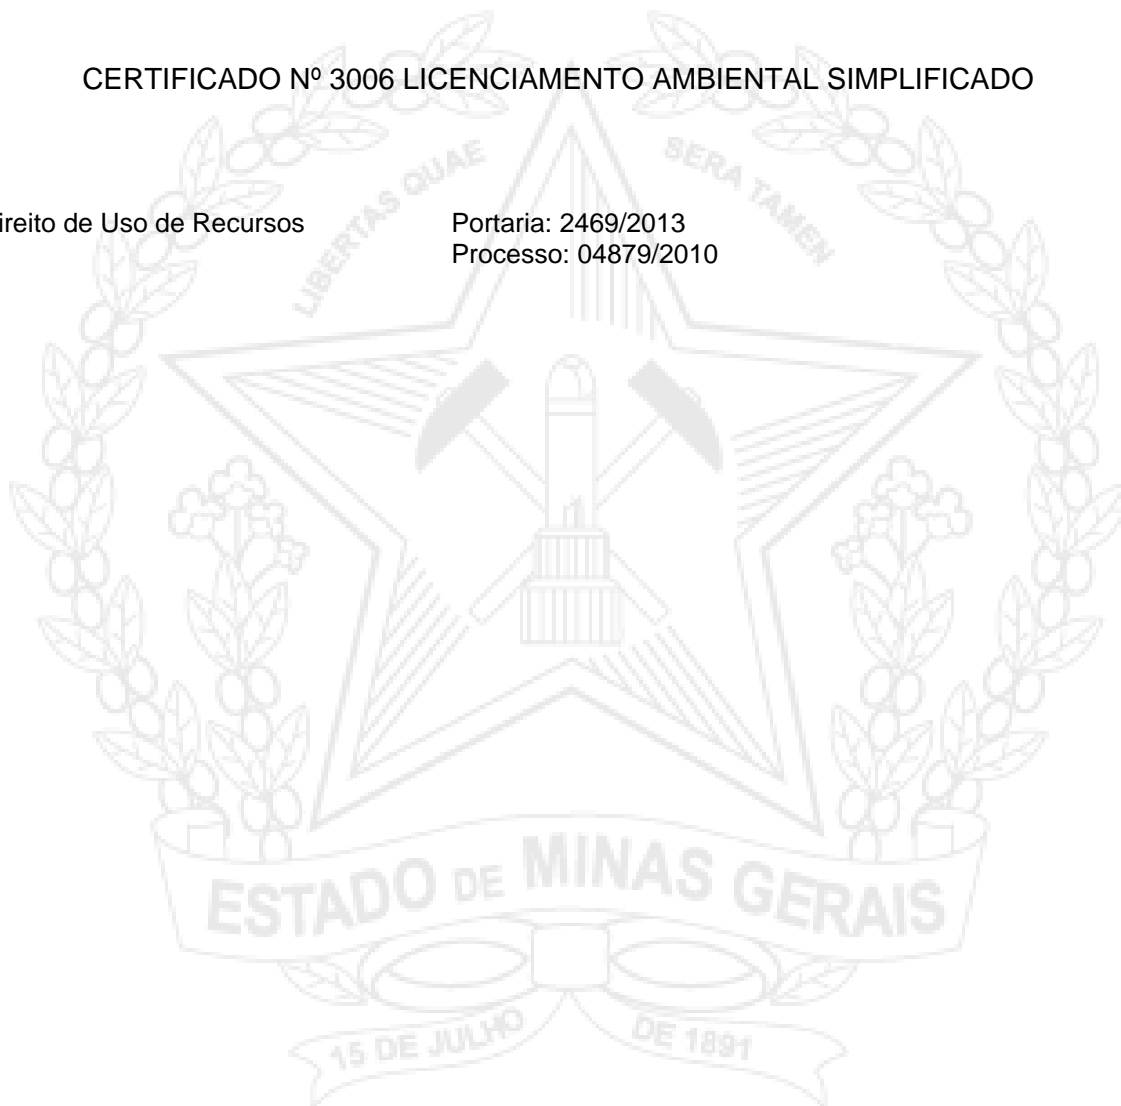 CERTIFICADO Nº 3006 LICENCIAMENTO AMBIENTAL SIMPLIFICADO
LIBERTAS QUAE SERA TAMEN
ireito de Uso de Recursos Portaria: 2469/2013
Processo: 04879/2010
ESTADO DE MINAS GERAIS
15 DE JULHO DE 1891